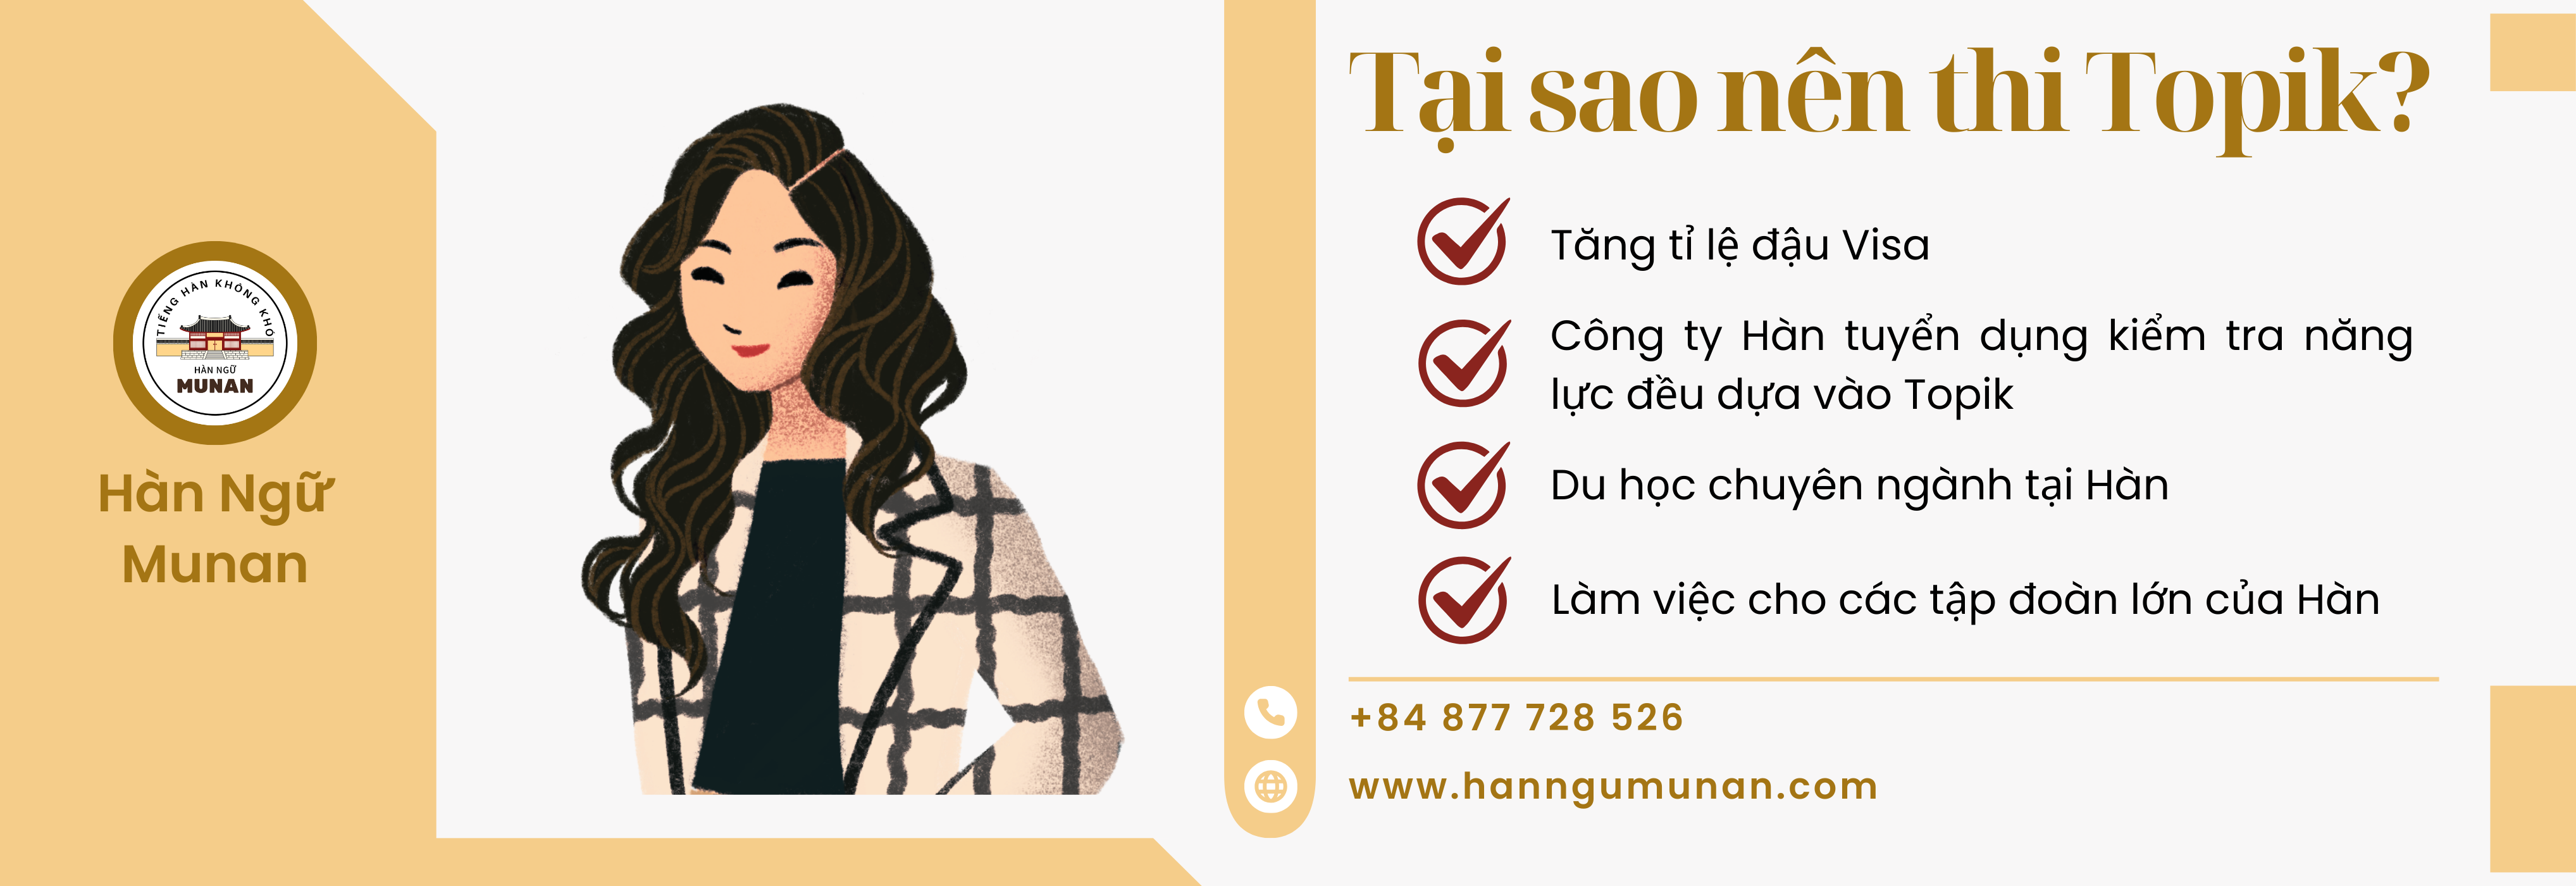 TIẾNG HÀN KHÔNG KHÓ
HÀN NGỮ
MUNAN
Hàn Ngữ
Munan
Tại sao nên thi Topik?
Tăng tỉ lệ đậu Visa
Công ty Hàn tuyển dụng kiểm tra năng
lực đều dựa vào Topik
Du học chuyên ngành tại Hàn
Làm việc cho các tập đoàn lớn của Hàn
+84 877 728 526
www.hanngumunan.com